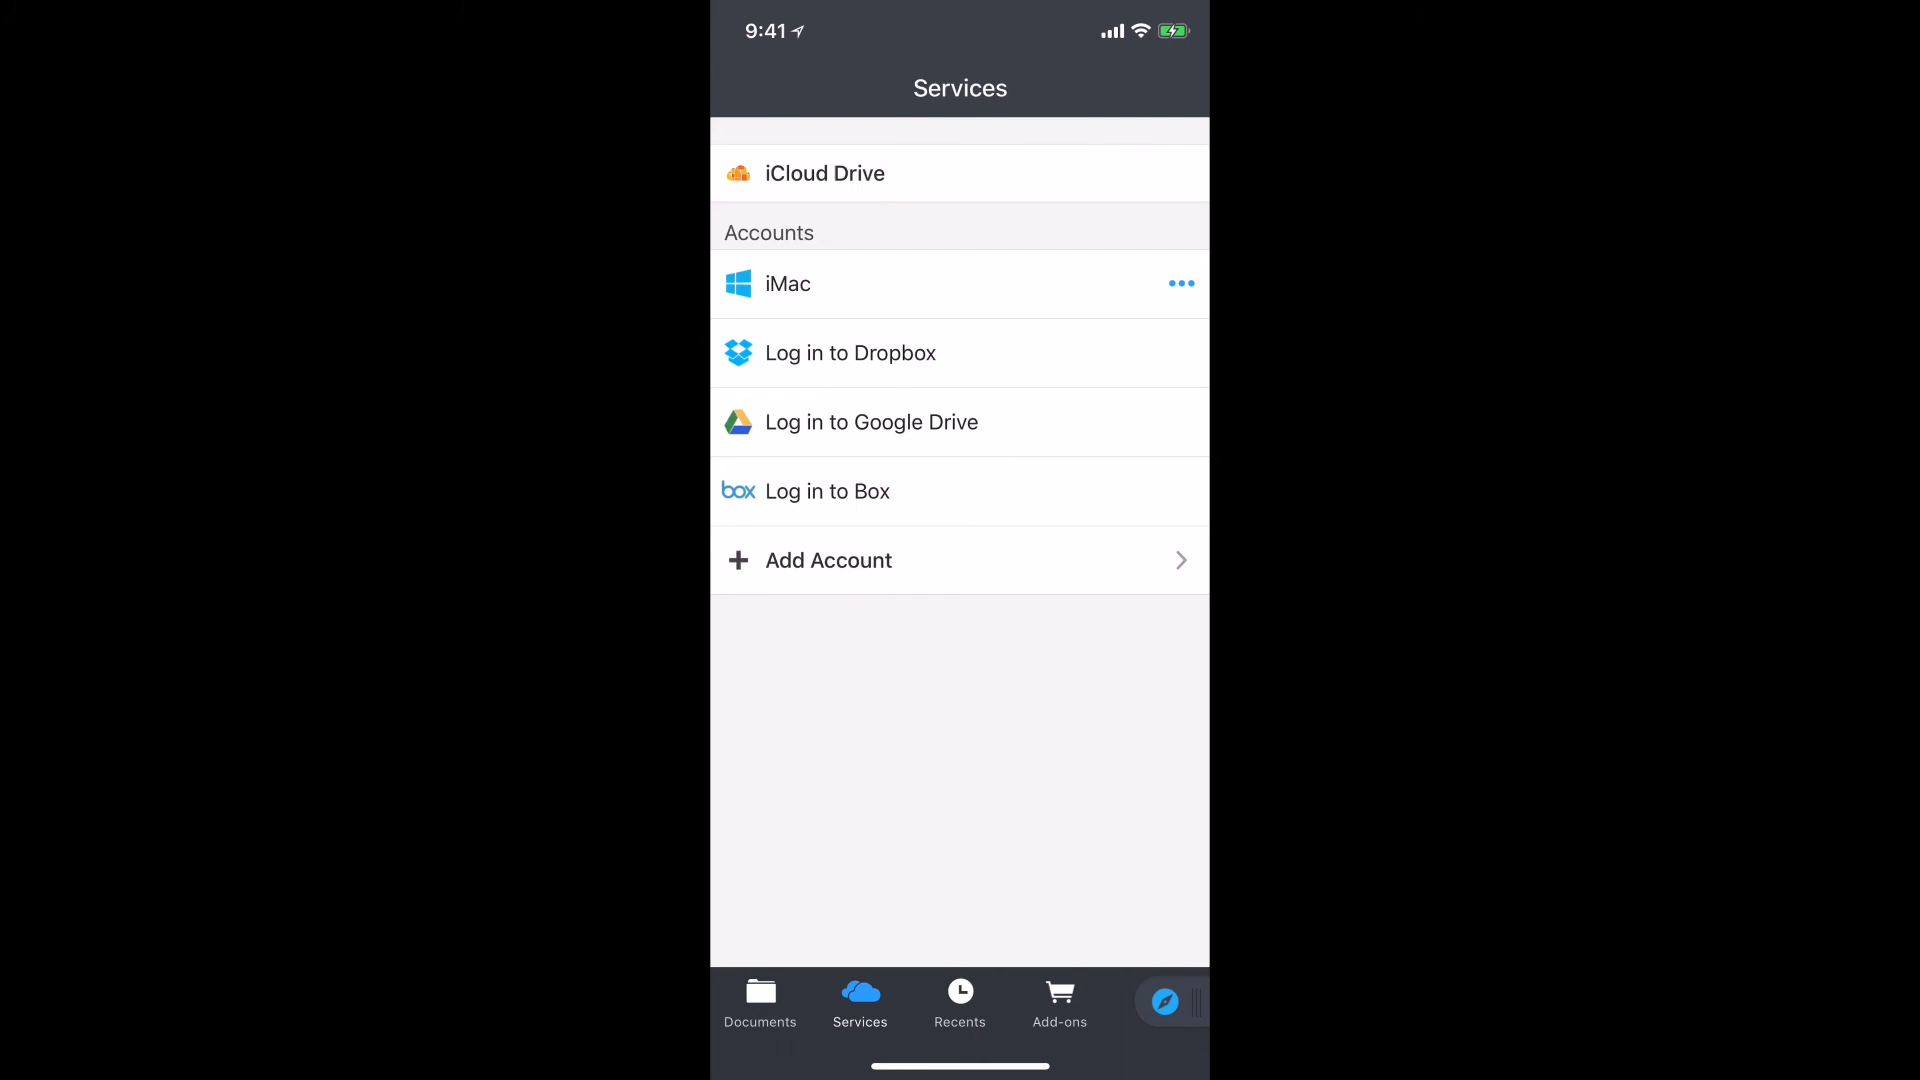 9:41
Services
iCloud Drive
Accounts
iMac
Log in to Dropbox
Log in to Google Drive
box Log in to Box
Add Account
Documents Services Recents Add-ons